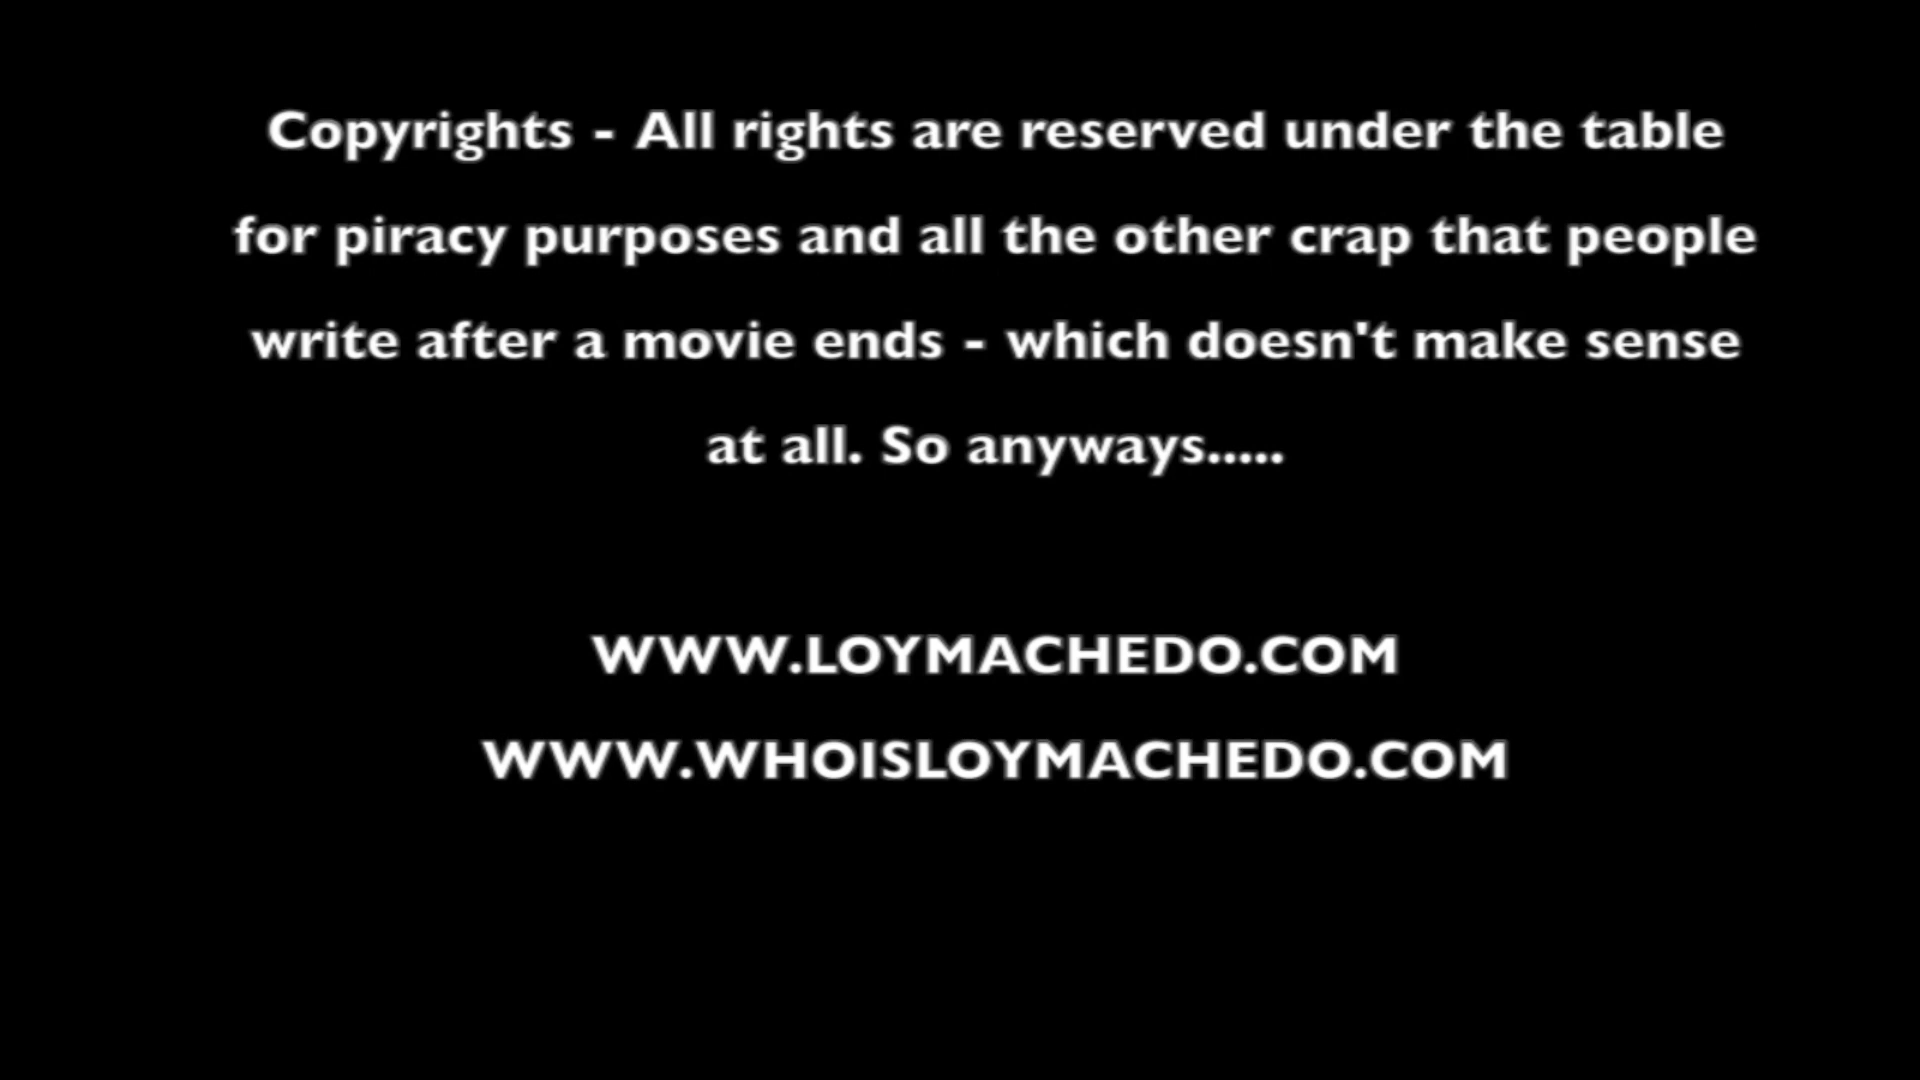 Copyrights - All rights are reserved under the table
for piracy purposes and all the other crap that people
write after a movie ends - which doesn't make sense
at all. So anyways.....
WWW.LOYMACHEDO.COM
WWW.WHOISLOYMACHEDO.COM